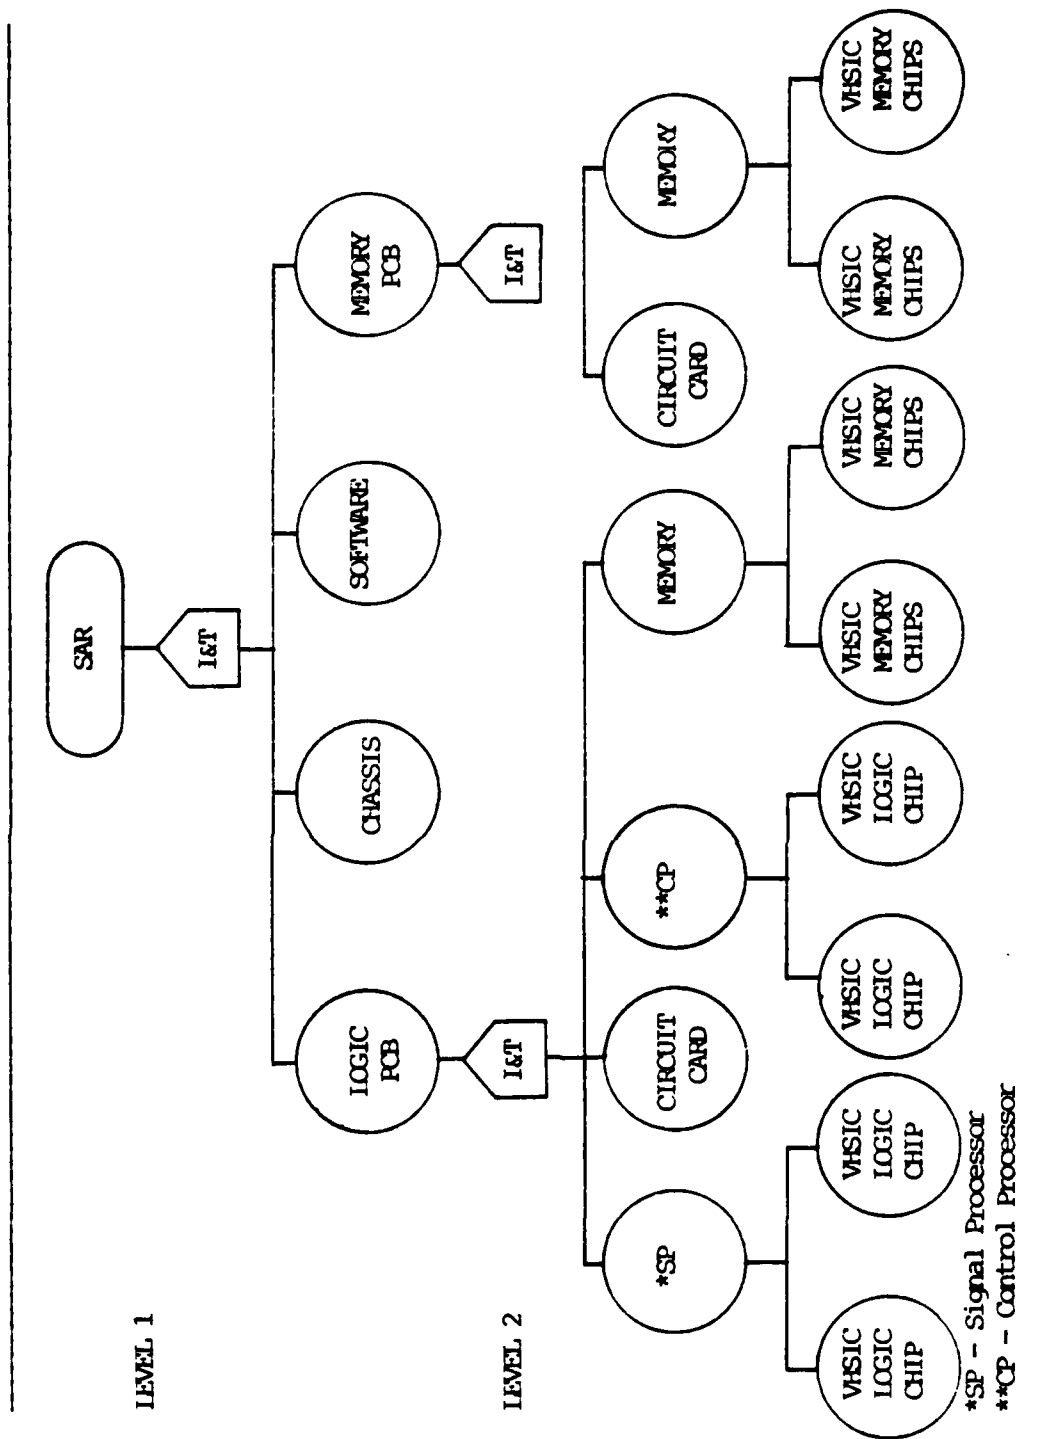 LEVEL 1
SAR
I&T
LOGIC
PCB
CHASSIS
SOFTWARE
MEMORY
PCB
I&T
I&T
LEVEL 2
*SP
CIRCUIT
CARD
**CP
MEMORY
CIRCUIT
CARD
MEMORY
VHSIC
LOGIC
CHIP
VHSIC
LOGIC
CHIP
VHSIC
LOGIC
CHIP
VHSIC
LOGIC
CHIP
VHSIC
MEMORY
CHIPS
VHSIC
MEMORY
CHIPS
VHSIC
MEMORY
CHIPS
VHSIC
MEMORY
CHIPS
*SP - Signal Processor
**CP - Control Processor